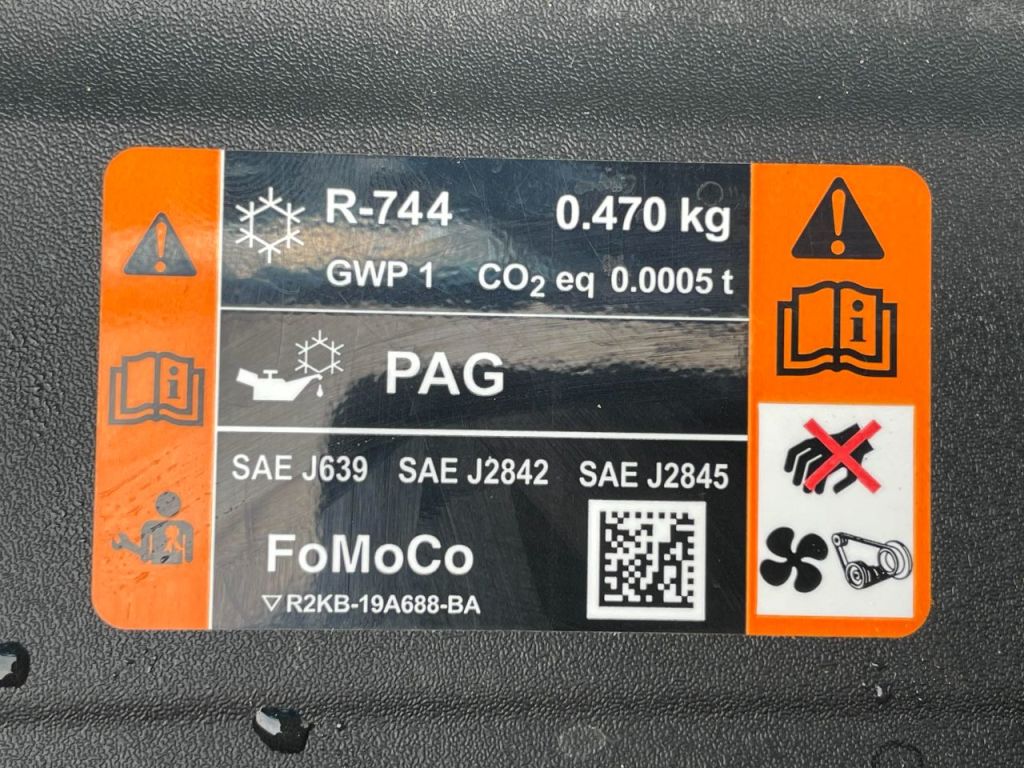 R-744 0.470 kg
GWP 1 CO₂ eq 0.0005 t
PAG
SAE J639 SAE J2842 SAE J2845
FoMoCo
▽R2KB-19A688-BA